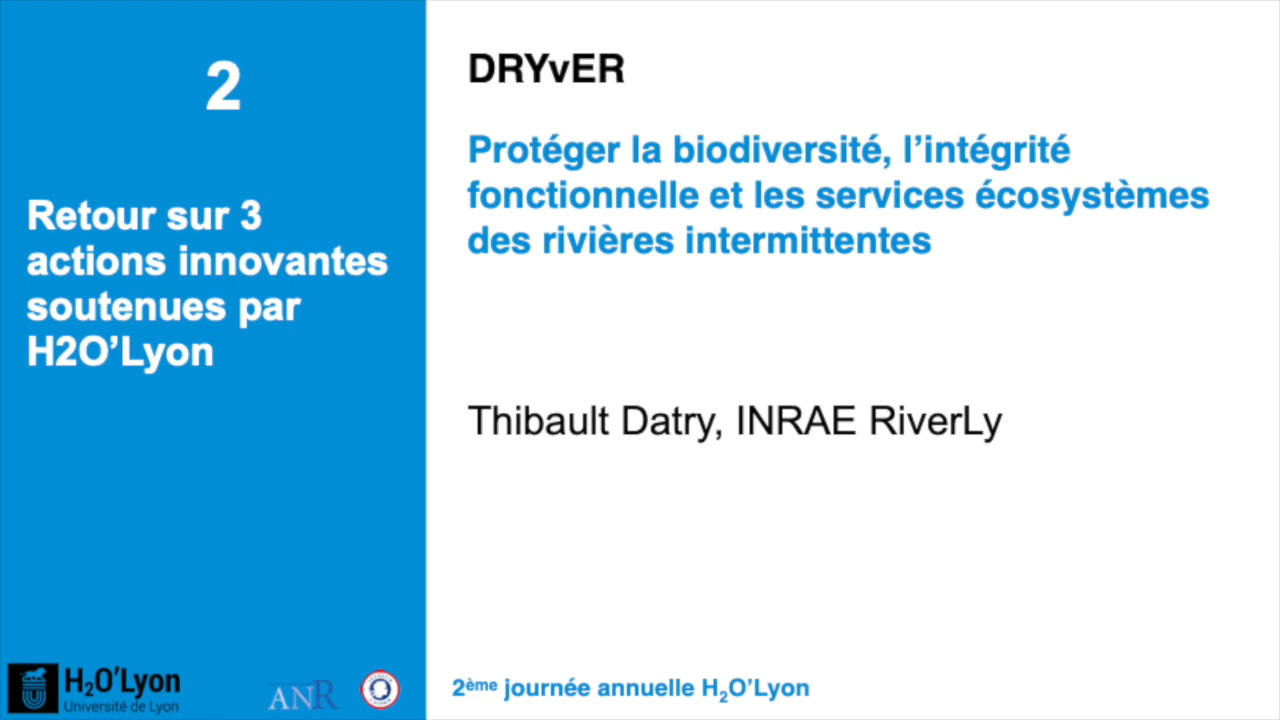 2
Retour sur 3
actions innovantes
soutenues par
H2O’Lyon
DRYvER
Protéger la biodiversité, l’intégrité
fonctionnelle et les services écosystèmes
des rivières intermittentes
Thibault Datry, INRAE RiverLy
H₂O’Lyon
Université de Lyon
ANR
2ème journée annuelle H₂O’Lyon